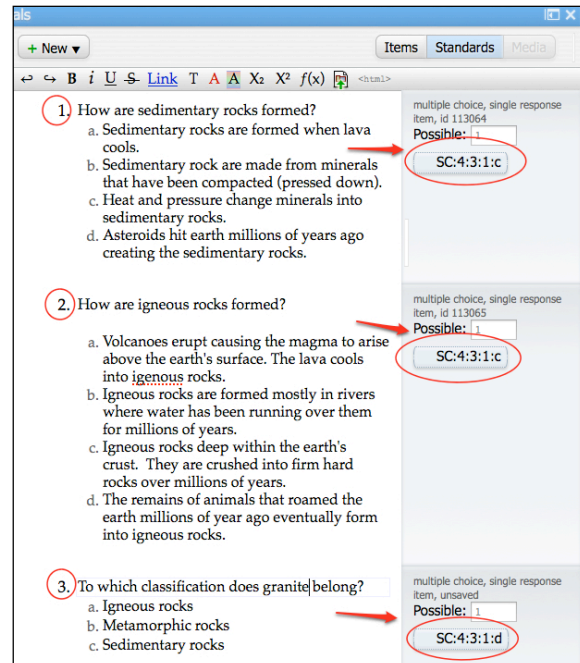 als
+ New ▼
Items Standards Media
B i U S Link T A A X₂ X² f(x) <html>
1. How are sedimentary rocks formed?
a. Sedimentary rocks are formed when lava
cools.
b. Sedimentary rock are made from minerals
that have been compacted (pressed down).
c. Heat and pressure change minerals into
sedimentary rocks.
d. Asteroids hit earth millions of years ago
creating the sedimentary rocks.
multiple choice, single response
item, id 113064
Possible: 1
SC:4:3:1:c
2. How are igneous rocks formed?
a. Volcanoes erupt causing the magma to arise
above the earth's surface. The lava cools
into igenous rocks.
b. Igneous rocks are formed mostly in rivers
where water has been running over them
for millions of years.
c. Igneous rocks deep within the earth's
crust. They are crushed into firm hard
rocks over millions of years.
d. The remains of animals that roamed the
earth millions of year ago eventually form
into igneous rocks.
multiple choice, single response
item, id 113065
Possible: 1
SC:4:3:1:c
3. To which classification does granite belong?
a. Igneous rocks
b. Metamorphic rocks
c. Sedimentary rocks
multiple choice, single response
item, unsaved
Possible: 1
SC:4:3:1:d